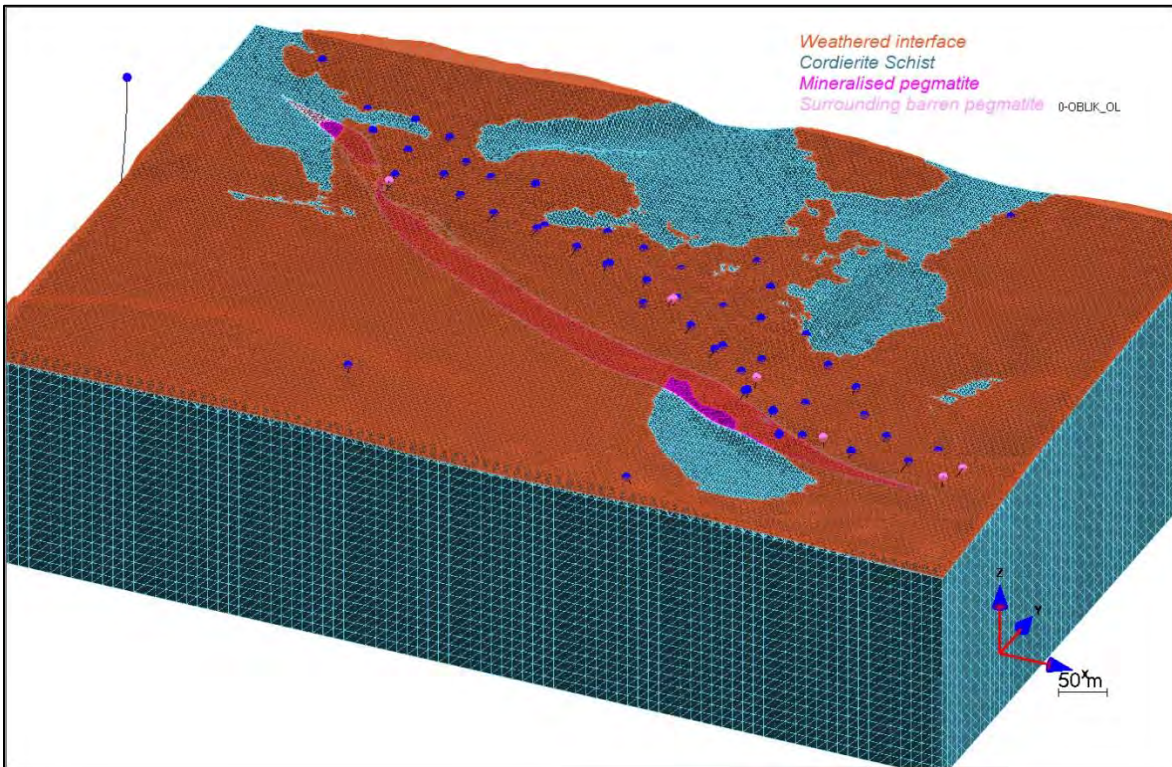 Weathered interface
Cordierite Schist
Mineralised pegmatite
Surrounding barren pegmatite 0-OBLIK_OL
Z
Y
X
50 m